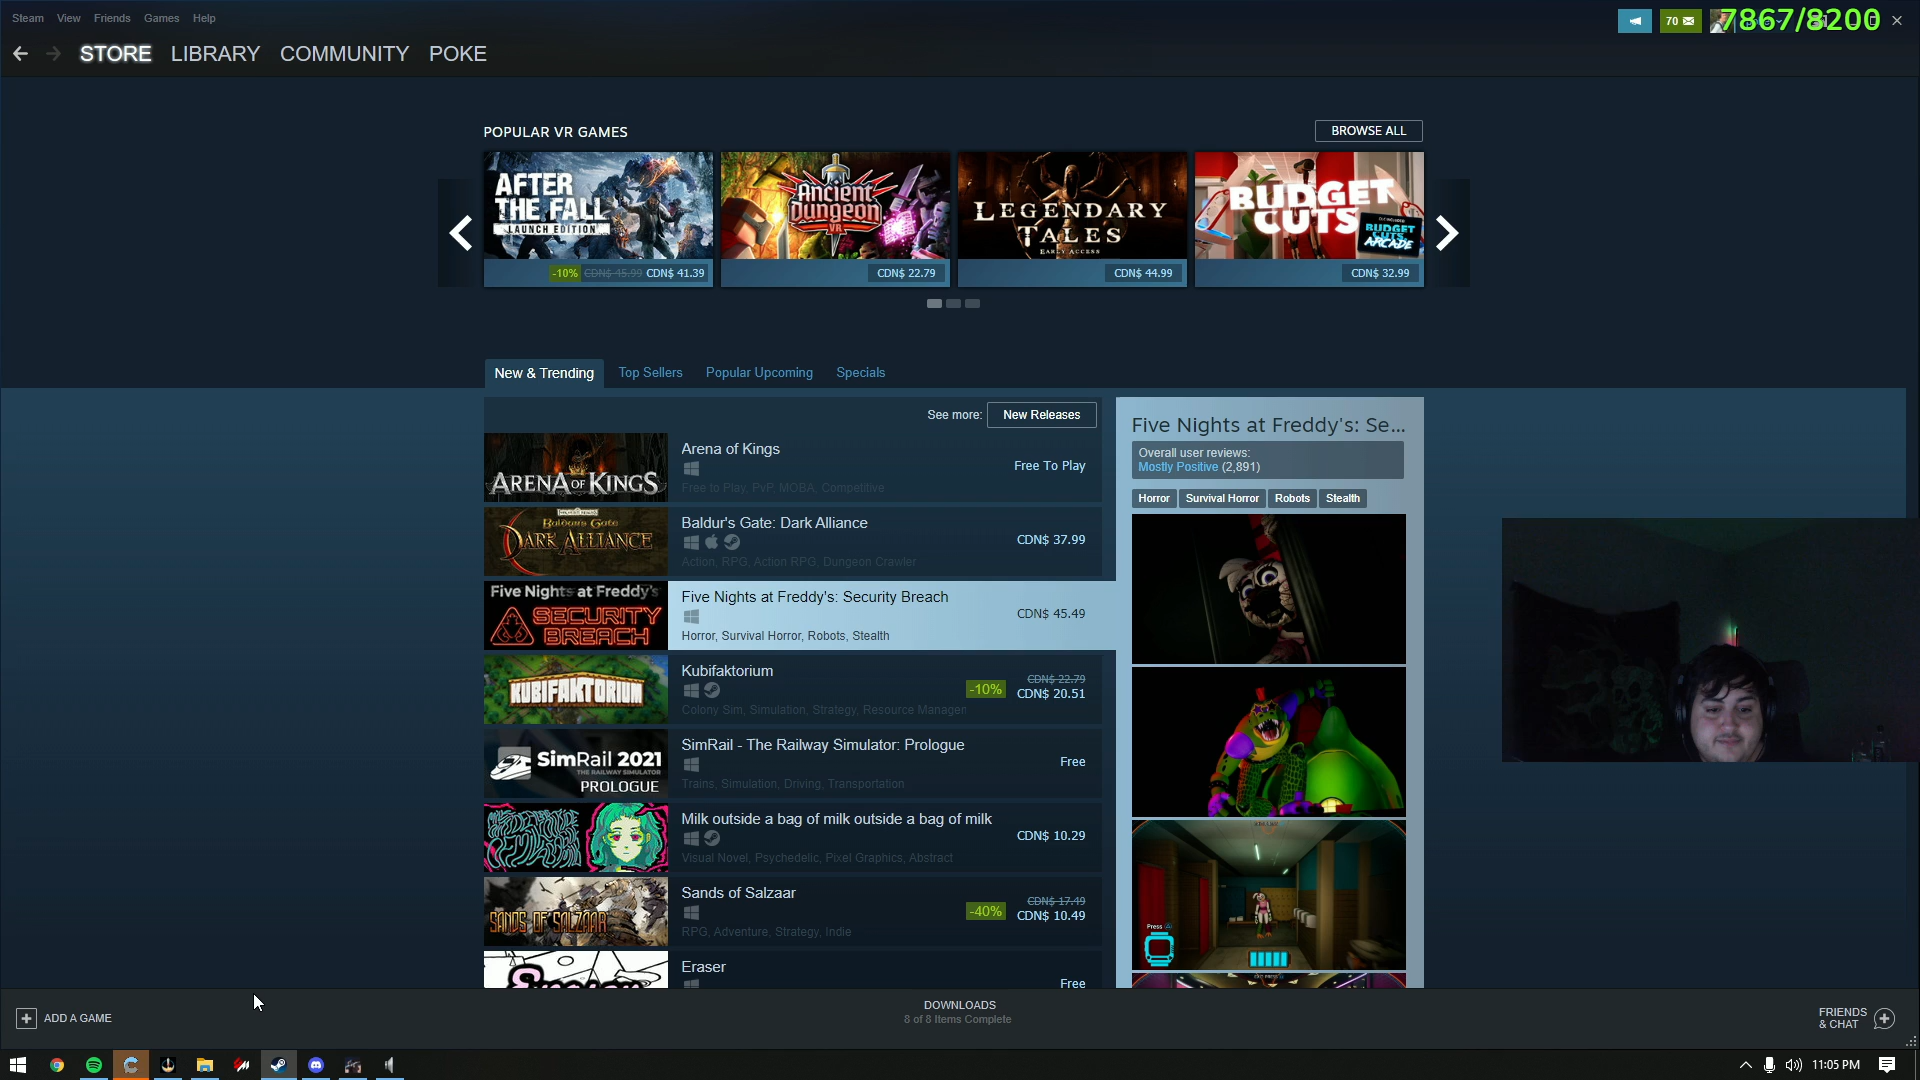 Steam View Friends Games Help
70
7867/8200
STORE LIBRARY COMMUNITY POKE
POPULAR VR GAMES
BROWSE ALL
AFTER THE FALL
LAUNCH EDITION
-10% CDN$ 45.99 CDN$ 41.39
Ancient Dungeon VR
CDN$ 22.79
LEGENDARY TALES
EARLY ACCESS
CDN$ 44.99
BUDGET CUTS
BUDGET CUTS ARCADE
CDN$ 32.99
New & Trending Top Sellers Popular Upcoming Specials
See more: New Releases
ARENA OF KINGS
Arena of Kings
Free To Play
Free to Play, PvP, MOBA, Competitive
Baldur's Gate
DARK ALLIANCE
Baldur's Gate: Dark Alliance
CDN$ 37.99
Action, RPG, Action RPG, Dungeon Crawler
Five Nights at Freddy's
SECURITY BREACH
Five Nights at Freddy's: Security Breach
CDN$ 45.49
Horror, Survival Horror, Robots, Stealth
KUBIFAKTORIUM
Kubifaktorium
-10% CDN$ 22.79
CDN$ 20.51
Colony Sim, Simulation, Strategy, Resource Managen
SimRail 2021
THE RAILWAY SIMULATOR
PROLOGUE
SimRail - The Railway Simulator: Prologue
Free
Trains, Simulation, Driving, Transportation
Milk outside a bag of milk outside a bag of milk
CDN$ 10.29
Visual Novel, Psychedelic, Pixel Graphics, Abstract
SANDS OF SALZAAR
Sands of Salzaar
-40% CDN$ 17.49
CDN$ 10.49
RPG, Adventure, Strategy, Indie
Eraser
Free
Five Nights at Freddy's: Se...
Overall user reviews:
Mostly Positive (2,891)
Horror Survival Horror Robots Stealth
Press
ADD A GAME
DOWNLOADS
8 of 8 Items Complete
FRIENDS
& CHAT
11:05 PM